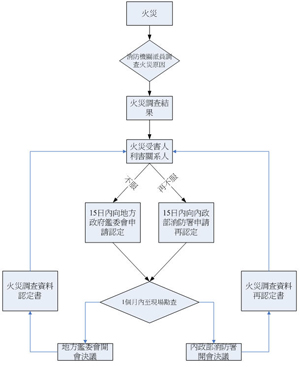 火災
消防機關派員調
查火災原因
火災調查結
果
火災受害人
利害關系人
不服
再不服
15日內向地方
政府鑑委會申
請認定
15日內向內政
部消防署申請
再認定
1個月內至現場勘查
火災調查資料
認定書
火災調查資料
再認定書
地方鑑委會開
會決議
內政部消防署
開會決議